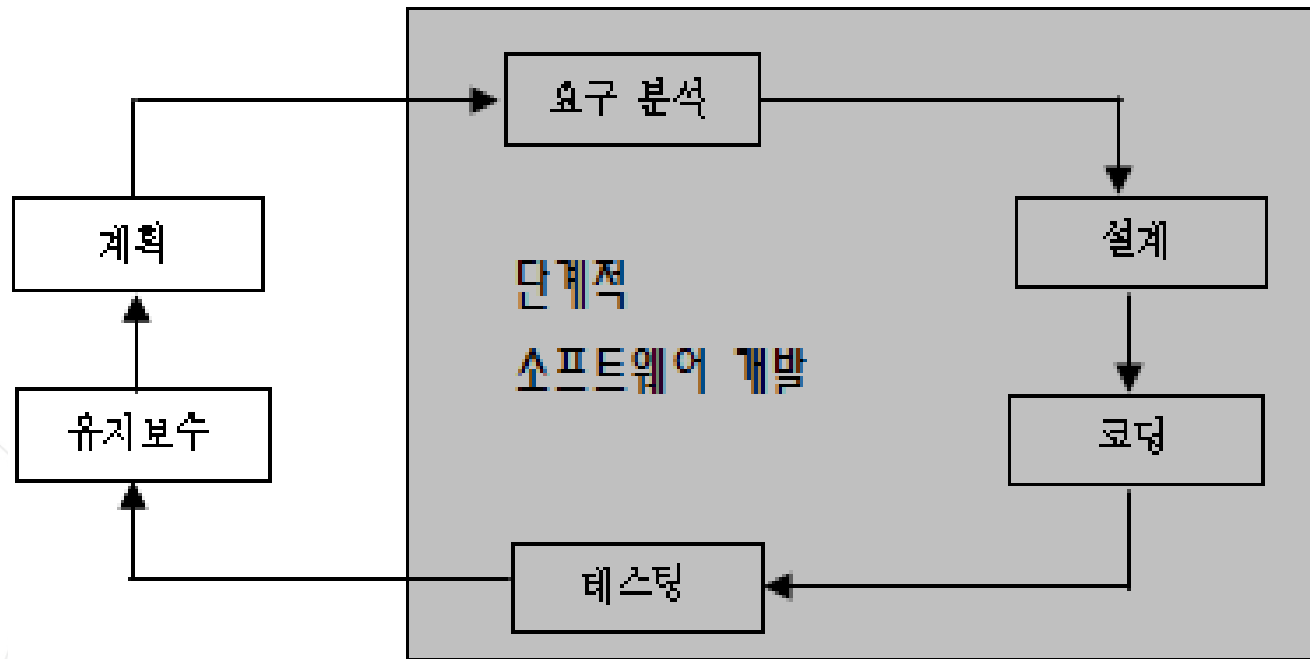 요구 분석
계획
설계
단계적
소프트웨어 개발
유지보수
코딩
테스팅